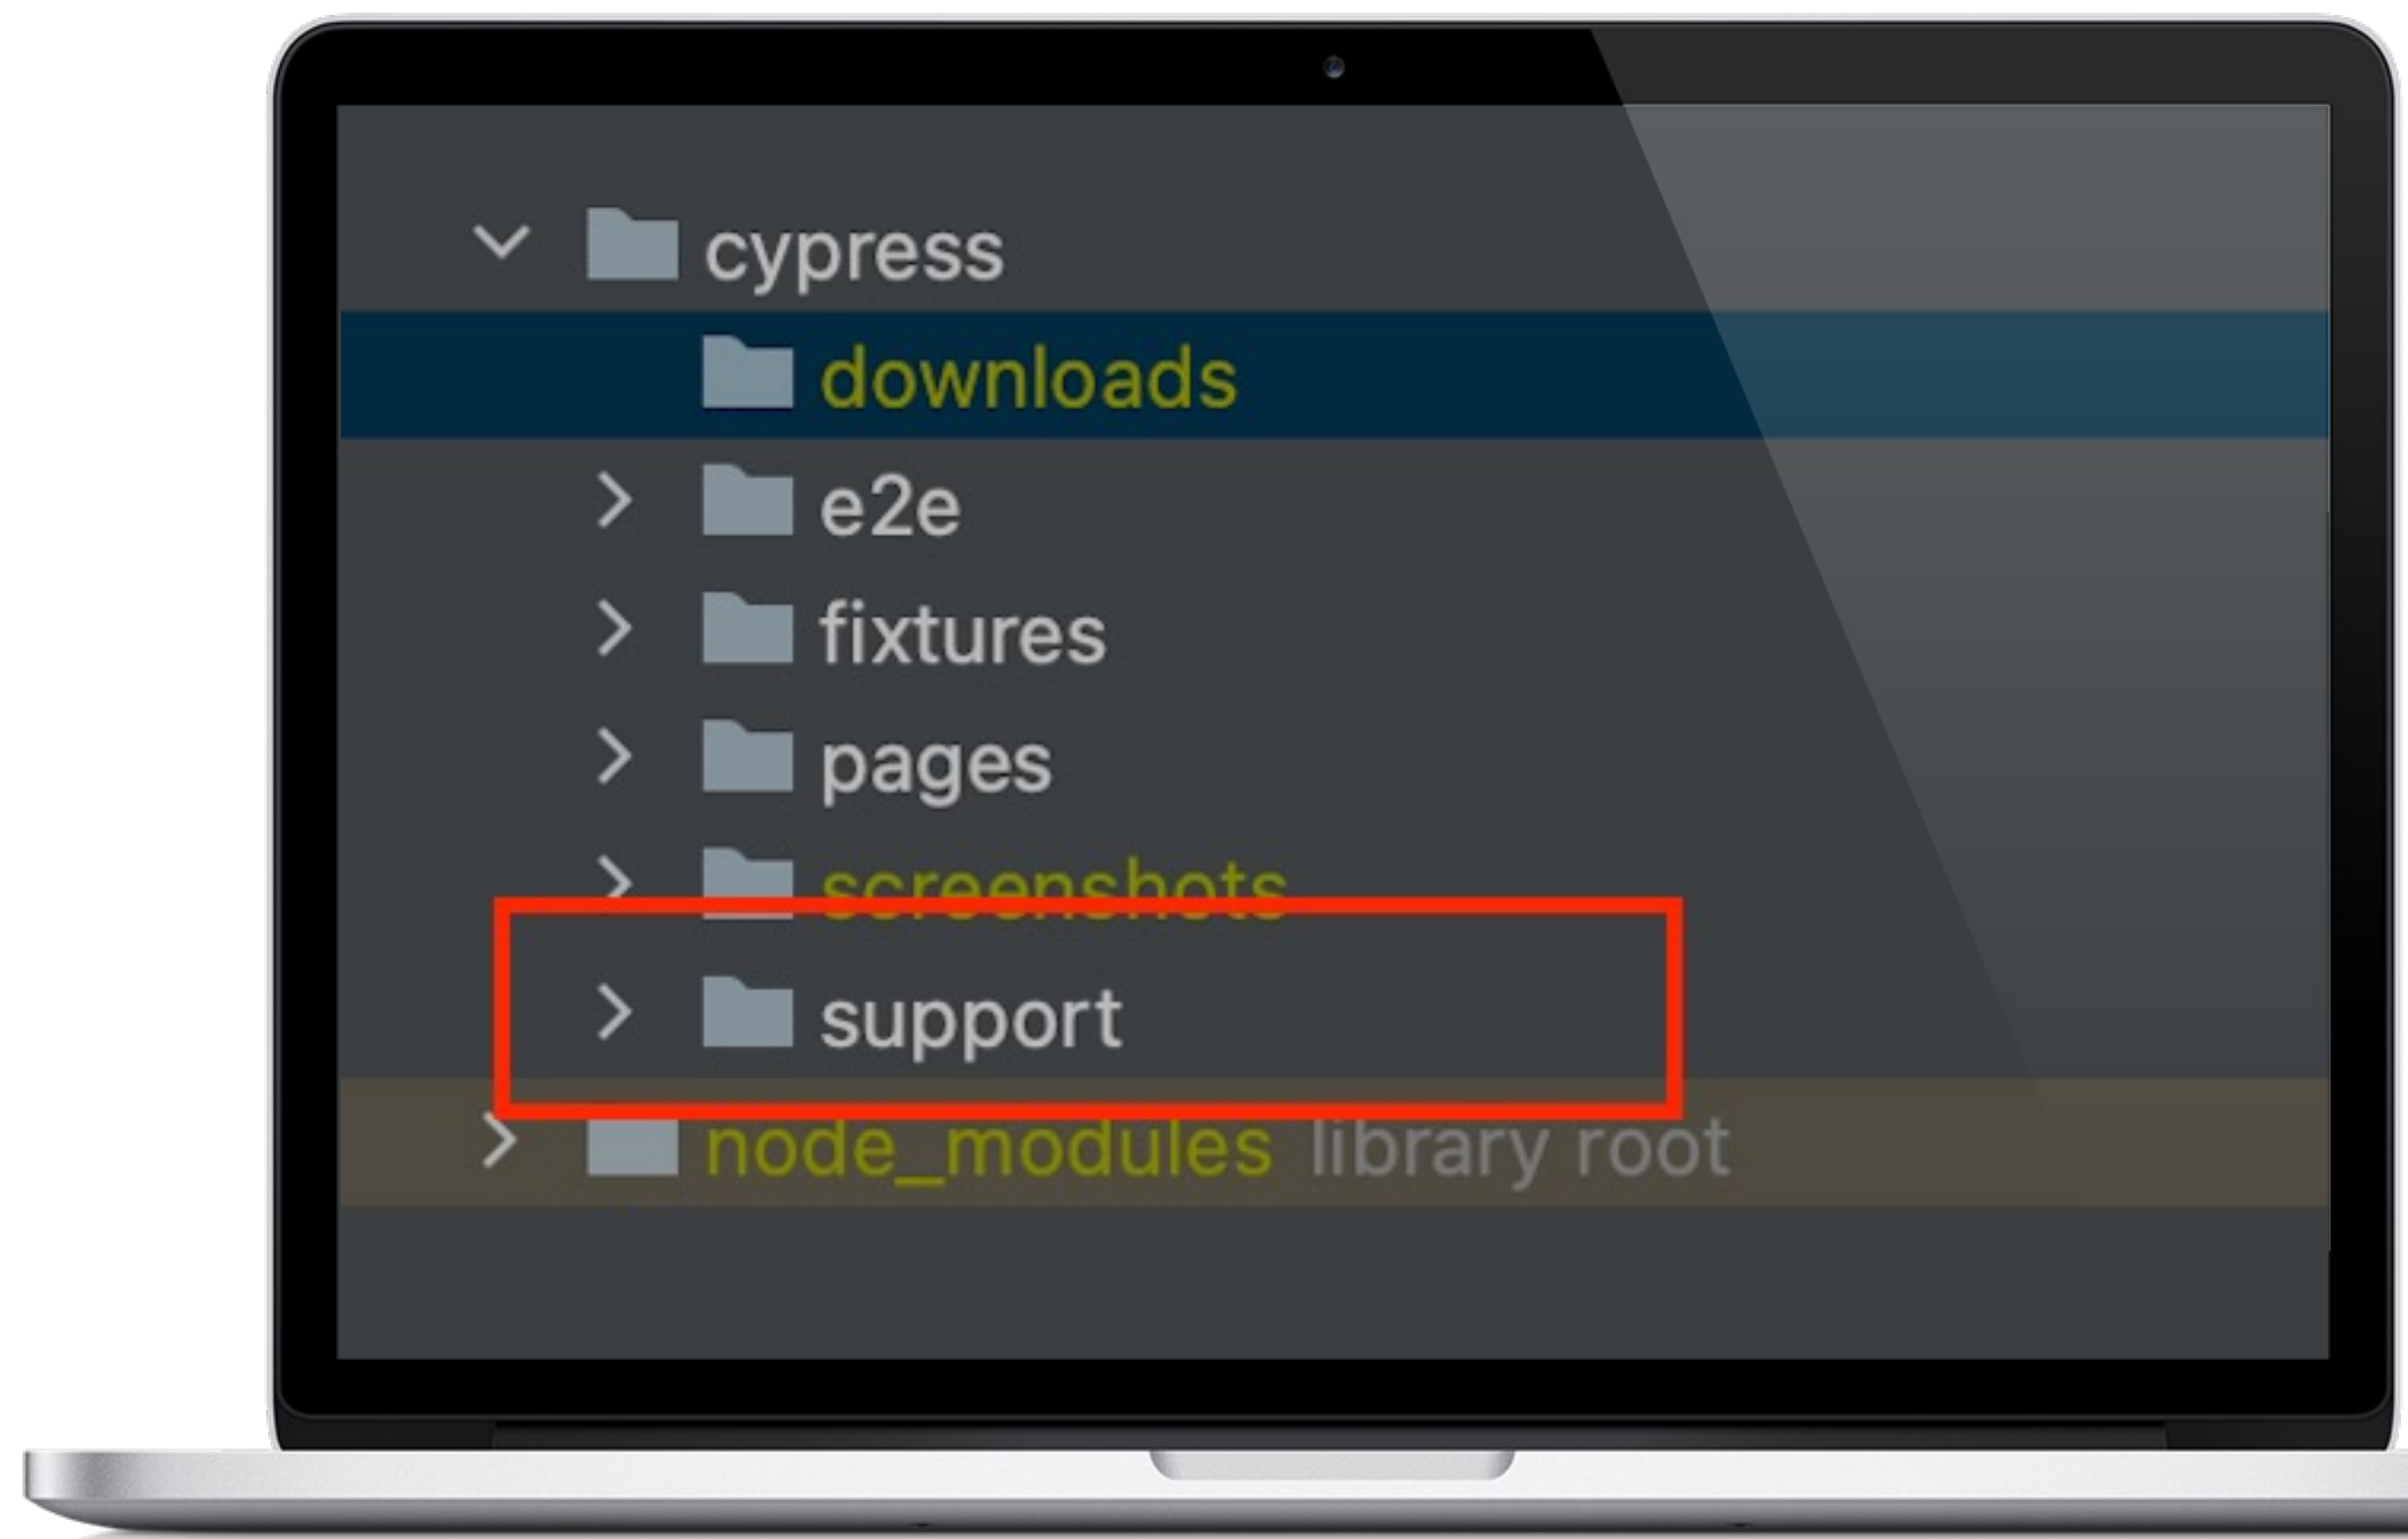 cypress
downloads
e2e
fixtures
pages
screenshots
support
node_modules library root